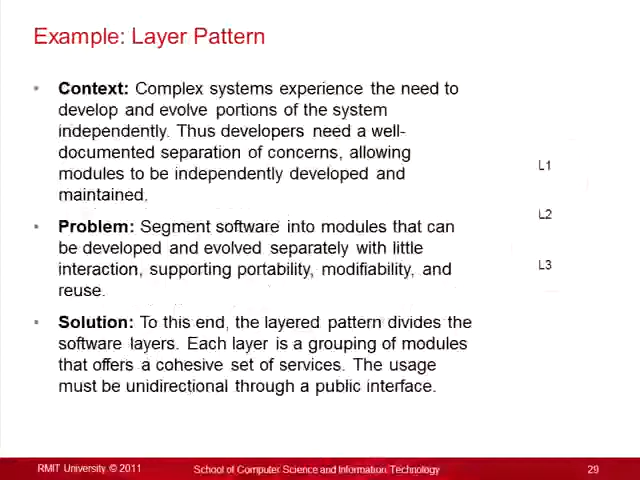 Example: Layer Pattern
• Context: Complex systems experience the need to
develop and evolve portions of the system
independently. Thus developers need a well-
documented separation of concerns, allowing
modules to be independently developed and
maintained.
• Problem: Segment software into modules that can
be developed and evolved separately with little
interaction, supporting portability, modifiability, and
reuse.
• Solution: To this end, the layered pattern divides the
software layers. Each layer is a grouping of modules
that offers a cohesive set of services. The usage
must be unidirectional through a public interface.
L1
L2
L3
RMIT University © 2011
School of Computer Science and Information Technology
29